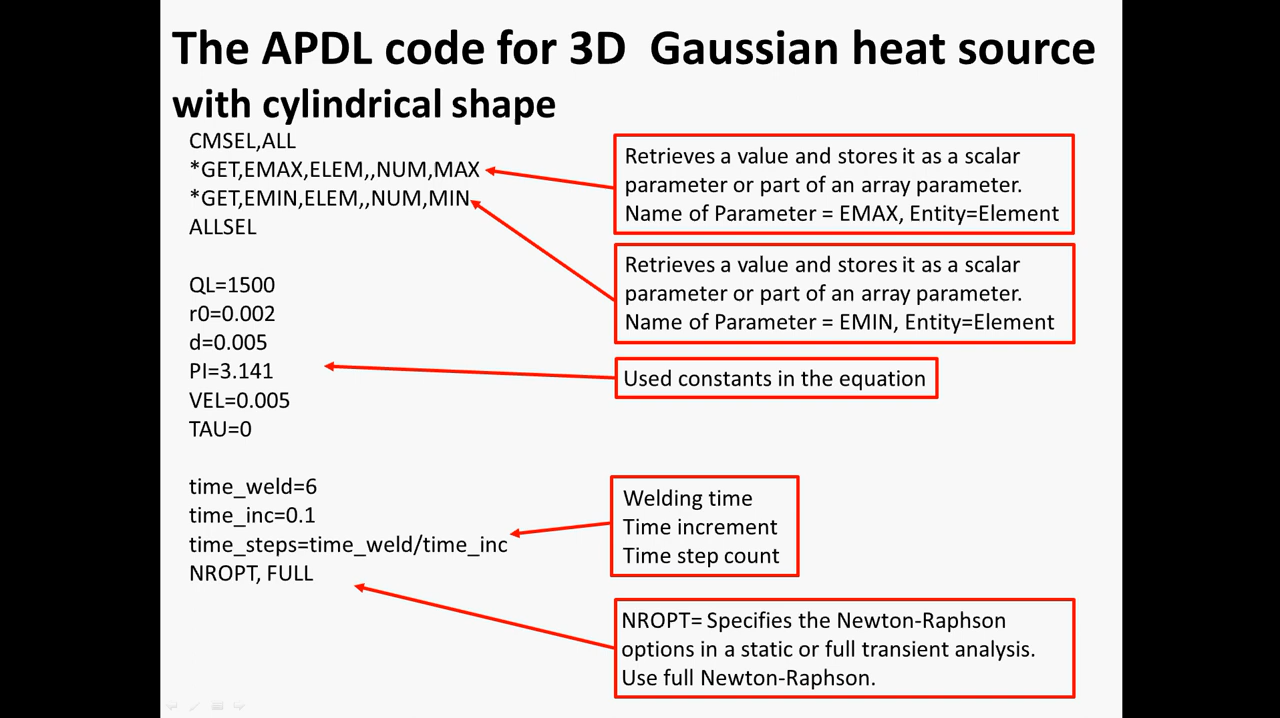 The APDL code for 3D  Gaussian heat source
with cylindrical shape
CMSEL,ALL
*GET,EMAX,ELEM,,NUM,MAX
*GET,EMIN,ELEM,,NUM,MIN
ALLSEL
QL=1500
r0=0.002
d=0.005
PI=3.141
VEL=0.005
TAU=0
time_weld=6
time_inc=0.1
time_steps=time_weld/time_inc
NROPT, FULL
Retrieves a value and stores it as a scalar
parameter or part of an array parameter.
Name of Parameter = EMAX, Entity=Element
Retrieves a value and stores it as a scalar
parameter or part of an array parameter.
Name of Parameter = EMIN, Entity=Element
Used constants in the equation
Welding time
Time increment
Time step count
NROPT= Specifies the Newton-Raphson
options in a static or full transient analysis.
Use full Newton-Raphson.